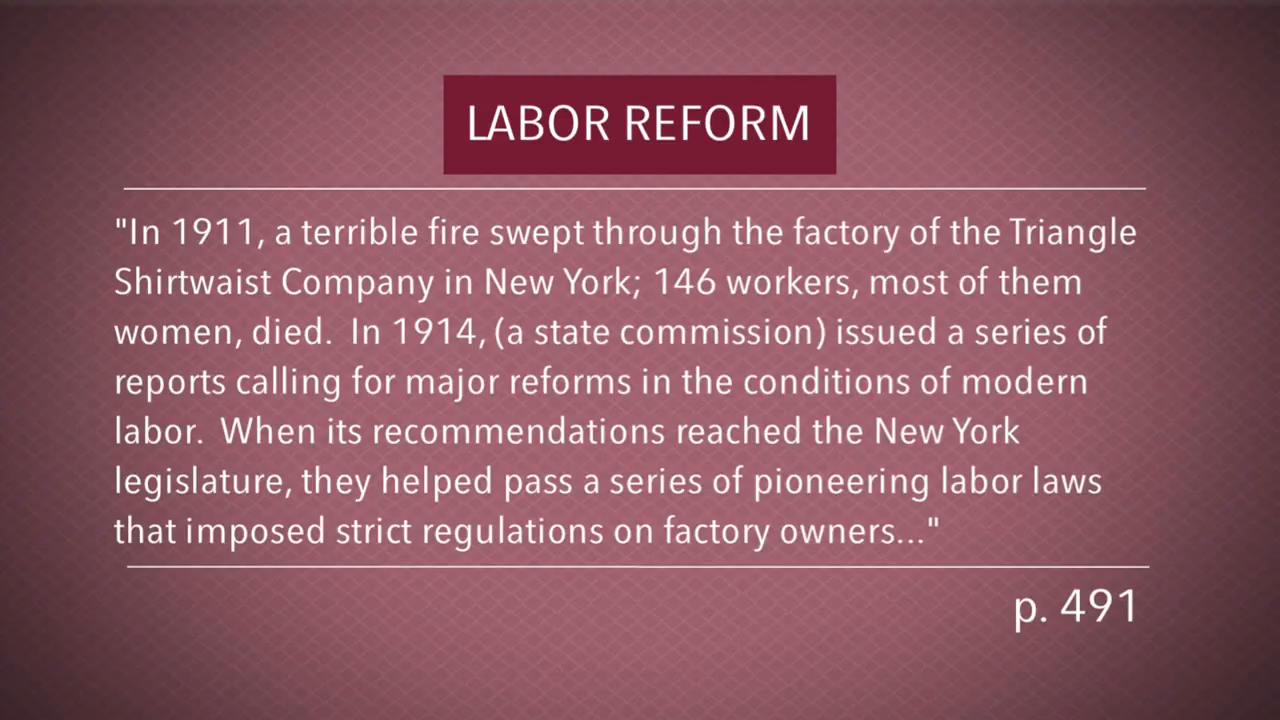 LABOR REFORM
"In 1911, a terrible fire swept through the factory of the Triangle
Shirtwaist Company in New York; 146 workers, most of them
women, died.  In 1914, (a state commission) issued a series of
reports calling for major reforms in the conditions of modern
labor.  When its recommendations reached the New York
legislature, they helped pass a series of pioneering labor laws
that imposed strict regulations on factory owners..."
p. 491